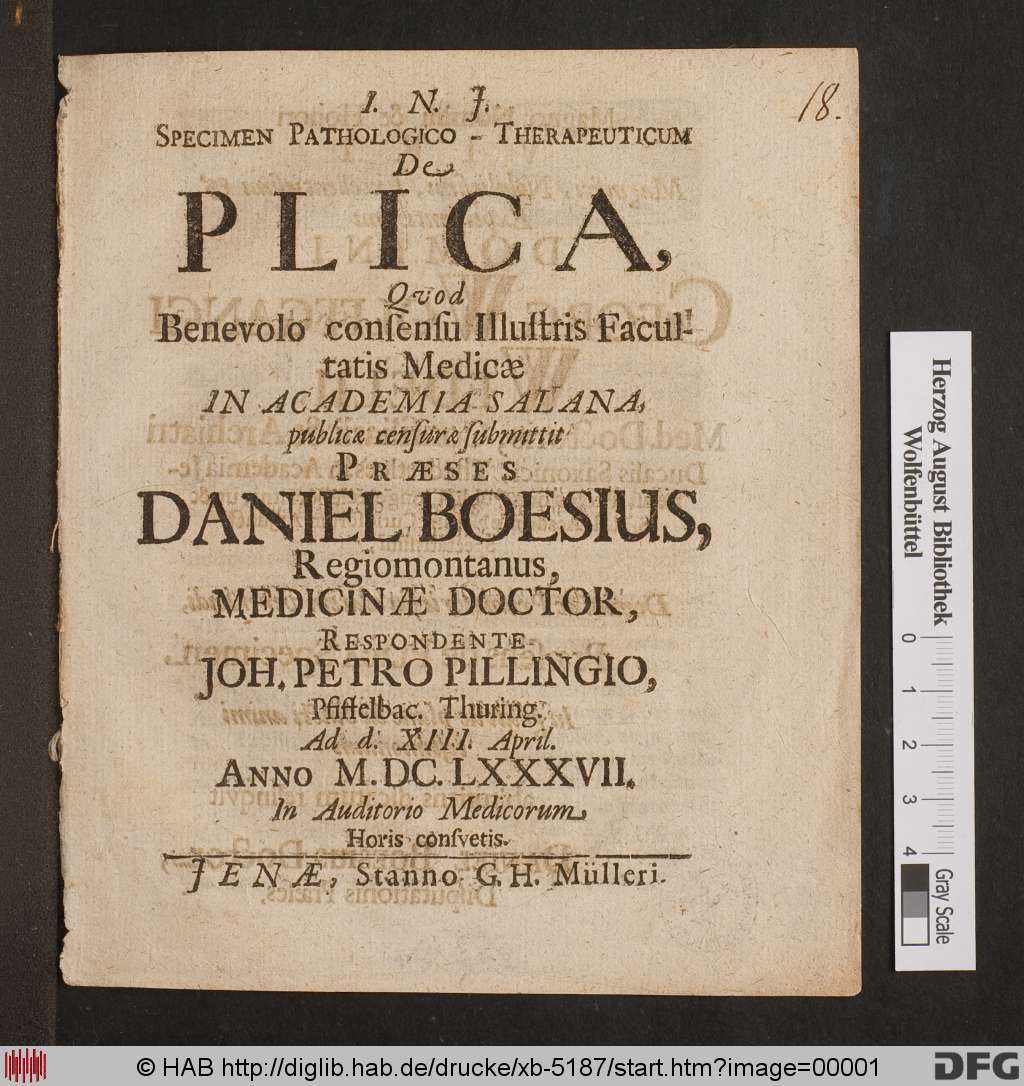 18.
I. N. J.
SPECIMEN PATHOLOGICO - THERAPEUTICUM
De
PLICA,
Qvod
Benevolo conſenſu Illuſtris Facul-
tatis Medicæ
IN ACADEMIA SALANA,
publicæ cenſuræ ſubmittit
PRÆSES
DANIEL BOESIUS,
Regiomontanus,
MEDICINÆ DOCTOR,
RESPONDENTE
JOH. PETRO PILLINGIO,
Pfiffelbac. Thuring.
Ad d. XIII. April.
ANNO M. DC. LXXXVII.
In Auditorio Medicorum
Horis conſvetis.
JENÆ, Stanno G. H. Mülleri.
Herzog August Bibliothek
Wolfenbüttel
0 1 2 3 4
Gray Scale
© HAB http://diglib.hab.de/drucke/xb-5187/start.htm?image=00001
DFG